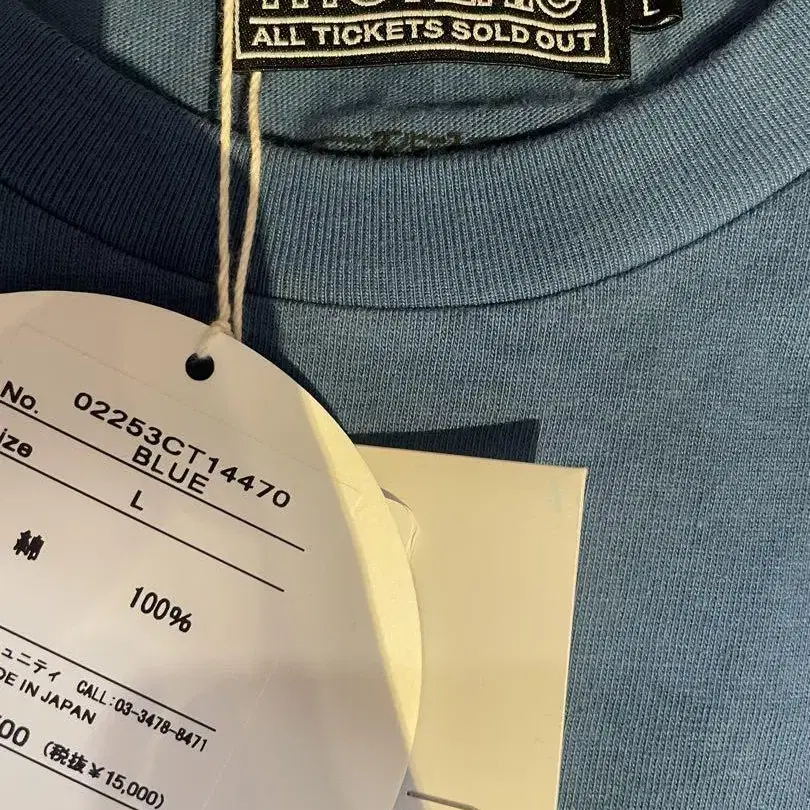 ALL TICKETS SOLD OUT
L
No. 02253CT14470
BLUE
ize L
綿
100%
ュニティ CALL:03-3478-8471
DE IN JAPAN
00 (税抜¥15,000)